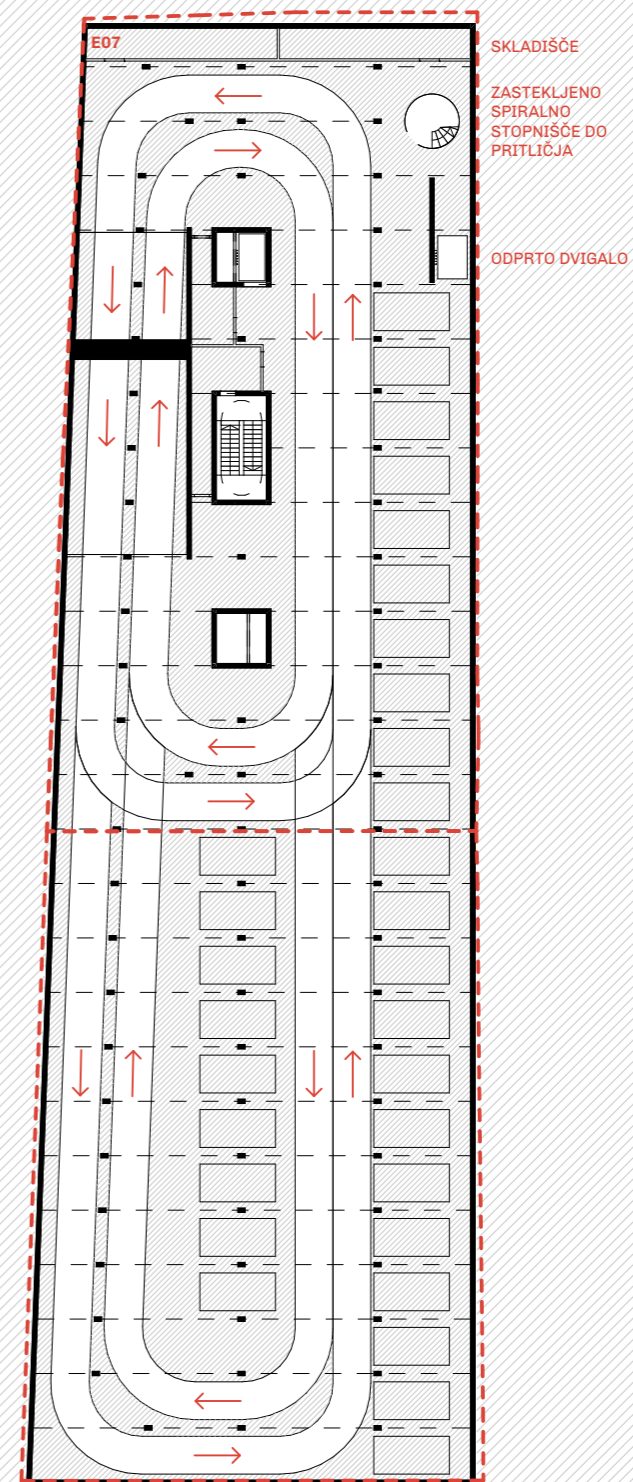 E07
SKLADIŠČE
ZASTEKLJENO
SPIRALNO
STOPNIŠČE DO
PRITLIČJA
ODPRTO DVIGALO